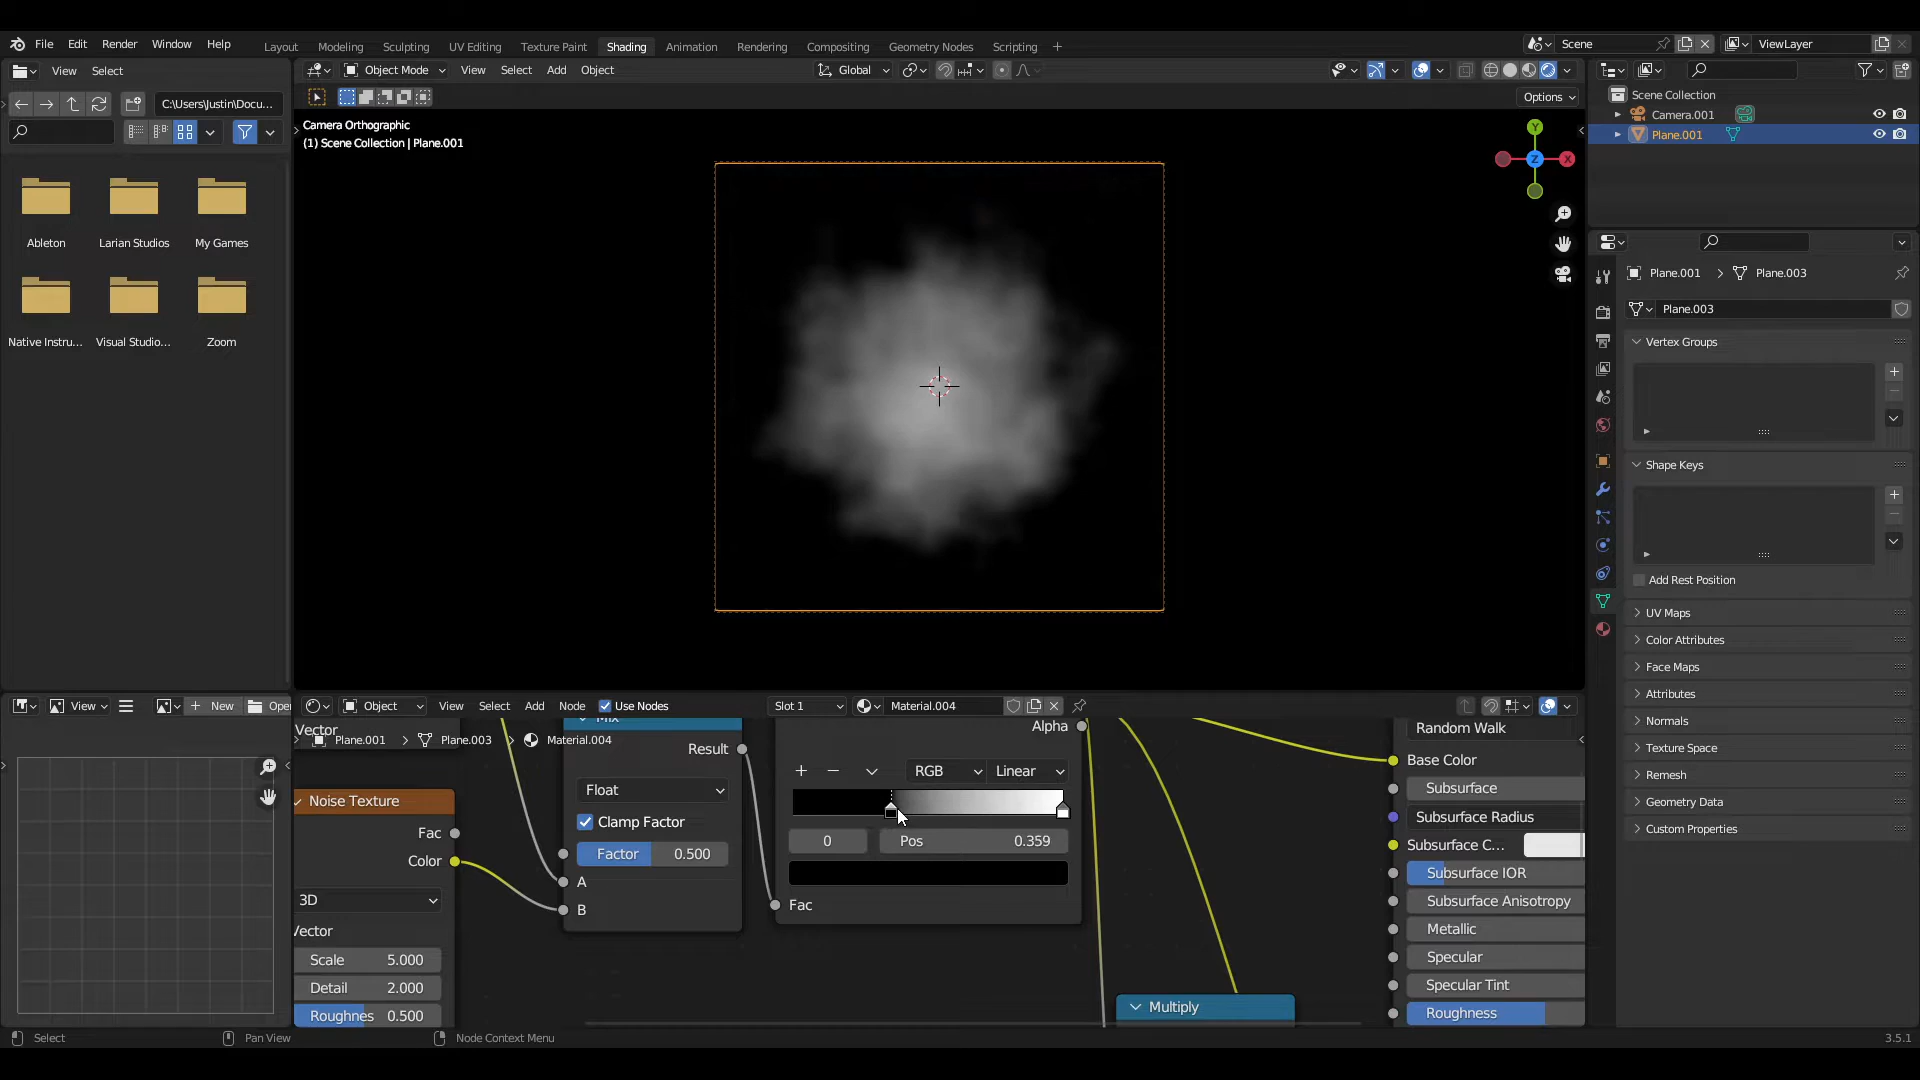 File Edit Render Window Help
Layout Modeling Sculpting UV Editing Texture Paint Shading Animation Rendering Compositing Geometry Nodes Scripting +
Scene
ViewLayer
View Select
Object Mode View Select Add Object
Global
C:\Users\Justin\Docu...
Options
Ableton
Larian Studios
My Games
Native Instru...
Visual Studio...
Zoom
Camera Orthographic
(1) Scene Collection | Plane.001
Y
Z
X
Scene Collection
Camera.001
Plane.001
Plane.001 > Plane.003
Plane.003
Vertex Groups
Shape Keys
Add Rest Position
UV Maps
Color Attributes
Face Maps
Attributes
Normals
Texture Space
Remesh
Geometry Data
Custom Properties
View
New
Open
Object View Select Add Node Use Nodes
Slot 1
Material.004
Vector
Plane.001 > Plane.003 > Material.004
Noise Texture
Fac
Color
3D
Vector
Scale 5.000
Detail 2.000
Roughnes 0.500
Mix
Result
Float
Clamp Factor
Factor 0.500
A
B
Alpha
RGB
Linear
0
Pos 0.359
Fac
Multiply
Random Walk
Base Color
Subsurface
Subsurface Radius
Subsurface C...
Subsurface IOR
Subsurface Anisotropy
Metallic
Specular
Specular Tint
Roughness
Select
Pan View
Node Context Menu
3.5.1